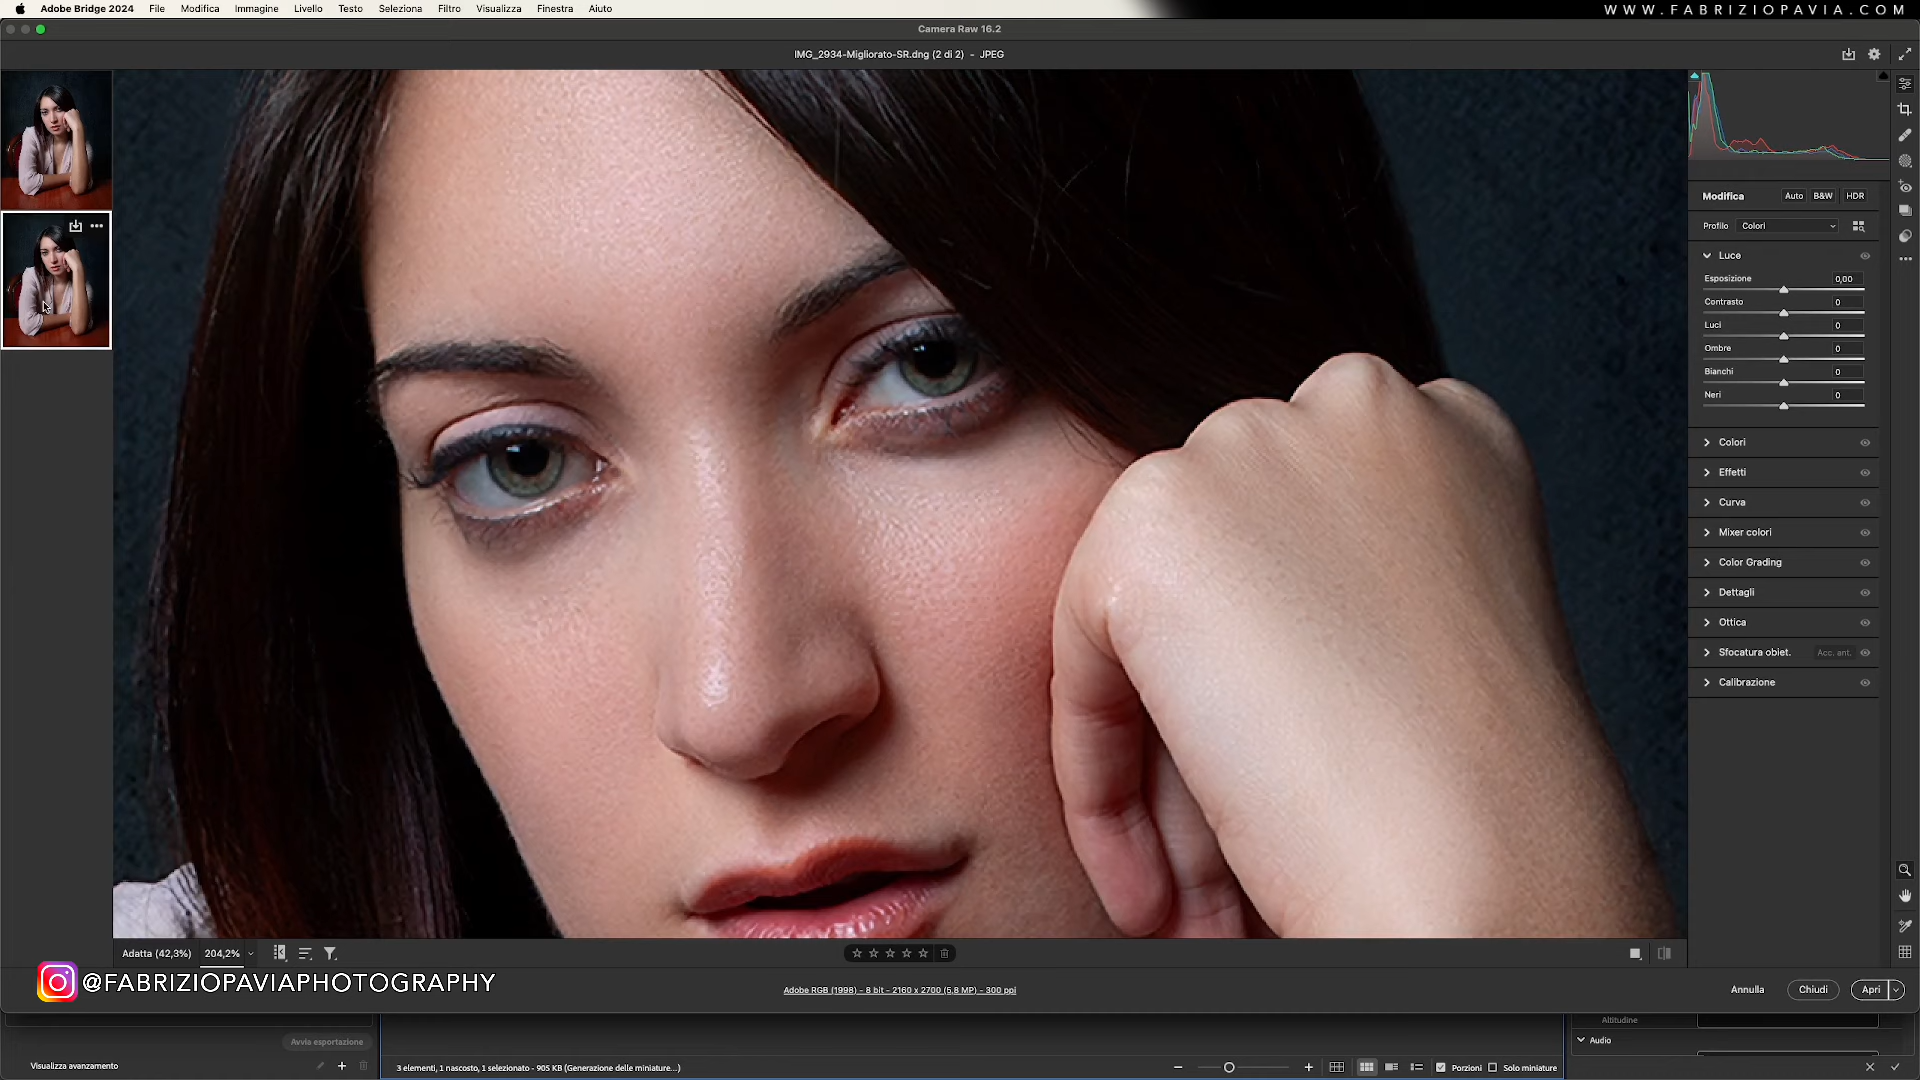 Adobe Bridge 2024 File Modifica Immagine Livello Testo Seleziona Filtro Visualizza Finestra Aiuto
WWW.FABRIZIOPAVIA.COM
Camera Raw 16.2
IMG_2934-Migliorato-SR.dng (2 di 2) - JPEG
Modifica Auto B&W HDR
Profilo Colori
Luce
Esposizione 0,00
Contrasto 0
Luci 0
Ombre 0
Bianchi 0
Neri 0
Colori
Effetti
Curva
Mixer colori
Color Grading
Dettagli
Ottica
Sfocatura obiet. Acc. ant.
Calibrazione
Adatta (42,3%) 204,2%
@FABRIZIOPAVIAPHOTOGRAPHY
Adobe RGB (1998) - 8 bit - 2160 x 2700 (5.8 MP) - 300 ppi
Annulla Chiudi Apri
Altitudine
Avvia esportazione
Audio
Visualizza avanzamento
3 elementi, 1 nascosto, 1 selezionato - 905 KB (Generazione delle miniature...)
Porzioni Solo miniature